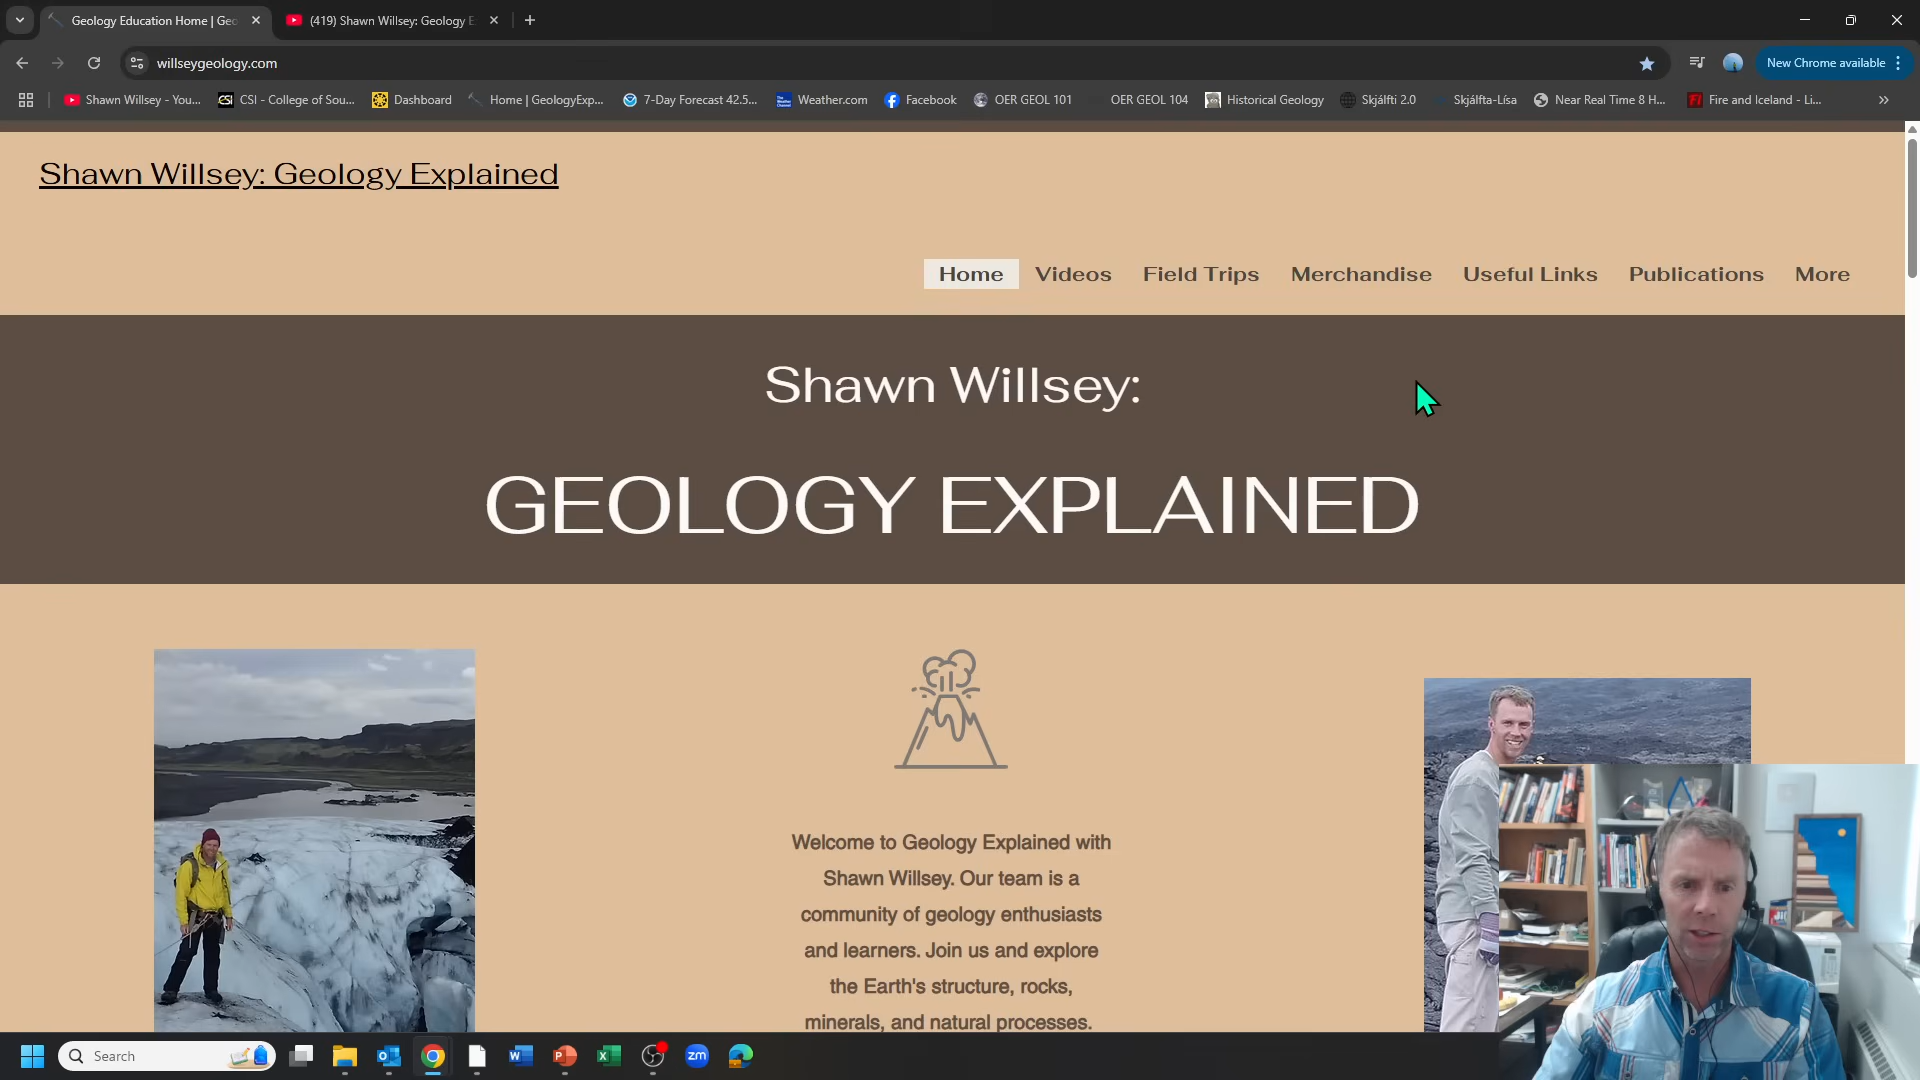 Geology Education Home | Geo
(419) Shawn Willsey: Geology E
willseygeology.com
New Chrome available
Shawn Willsey - You...
CSI - College of Sou...
Dashboard
Home | GeologyExp...
7-Day Forecast 42.5...
Weather.com
Facebook
OER GEOL 101
OER GEOL 104
Historical Geology
Skjálfti 2.0
Skjálfta-Lísa
Near Real Time 8 H...
Fire and Iceland - Li...
Shawn Willsey: Geology Explained
Home
Videos
Field Trips
Merchandise
Useful Links
Publications
More
Shawn Willsey:
GEOLOGY EXPLAINED
Welcome to Geology Explained with
Shawn Willsey. Our team is a
community of geology enthusiasts
and learners. Join us and explore
the Earth's structure, rocks,
minerals, and natural processes.
Search
zm